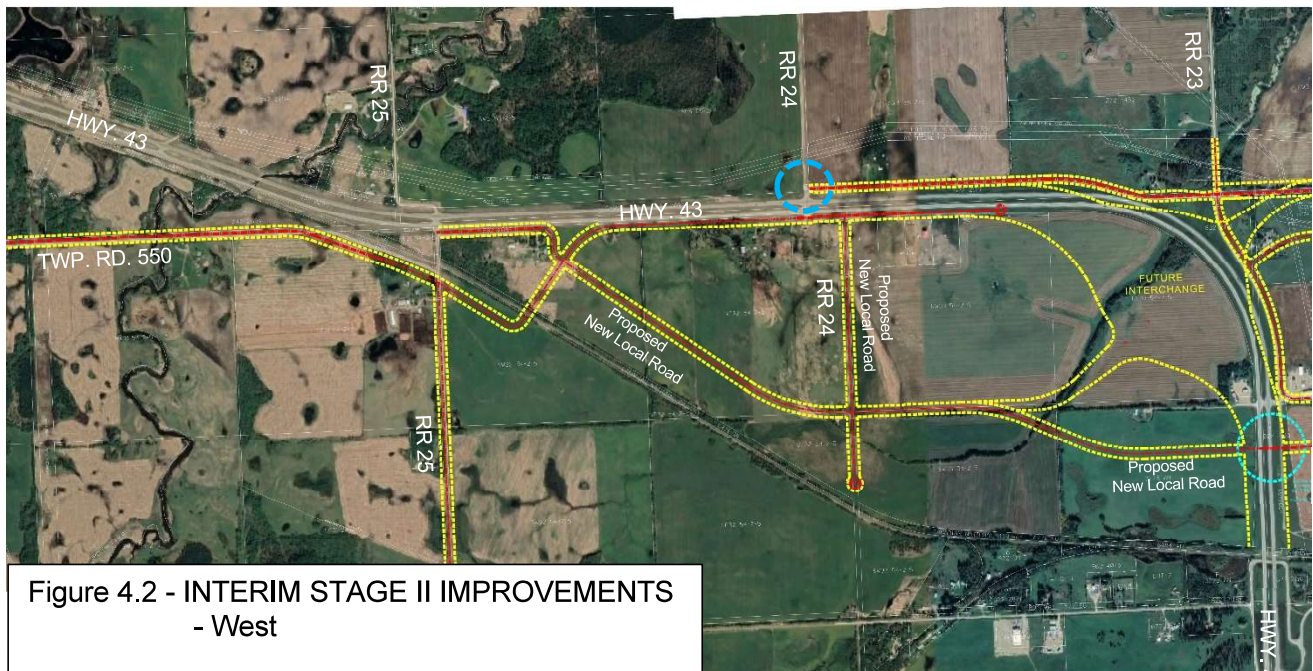 RR 25
RR 24
RR 23
HWY. 43
HWY. 43
TWP. RD. 550
FUTURE
INTERCHANGE
RR 24
Proposed
New Local Road
Proposed
New Local Road
RR 25
Proposed
New Local Road
HWY.
Figure 4.2 - INTERIM STAGE II IMPROVEMENTS
- West